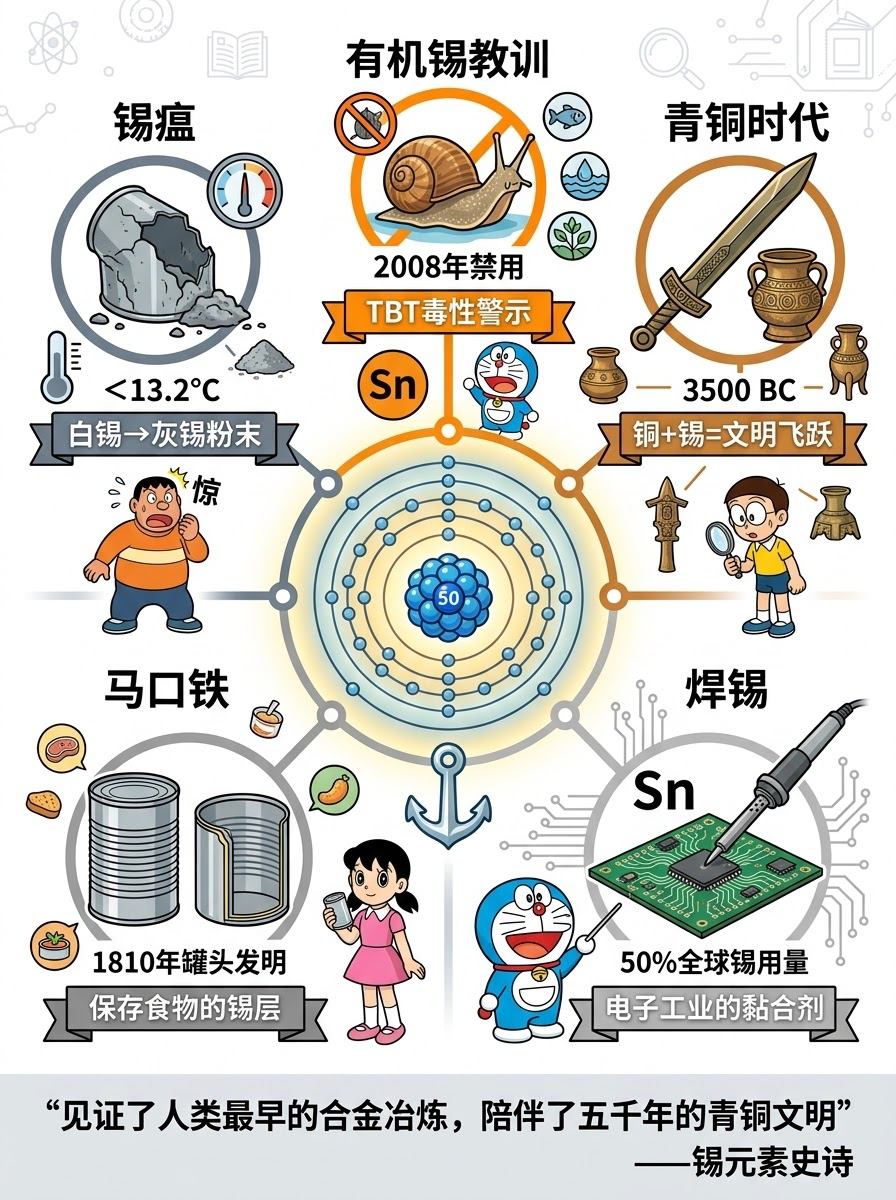 有机锡教训
2008年禁用
TBT毒性警示
锡瘟
<13.2°C
白锡→灰锡粉末
惊
青铜时代
3500 BC
铜+锡=文明飞跃
Sn
50
马口铁
1810年罐头发明
保存食物的锡层
焊锡
Sn
50%全球锡用量
电子工业的黏合剂
“见证了人类最早的合金冶炼，陪伴了五千年的青铜文明”
——锡元素史诗